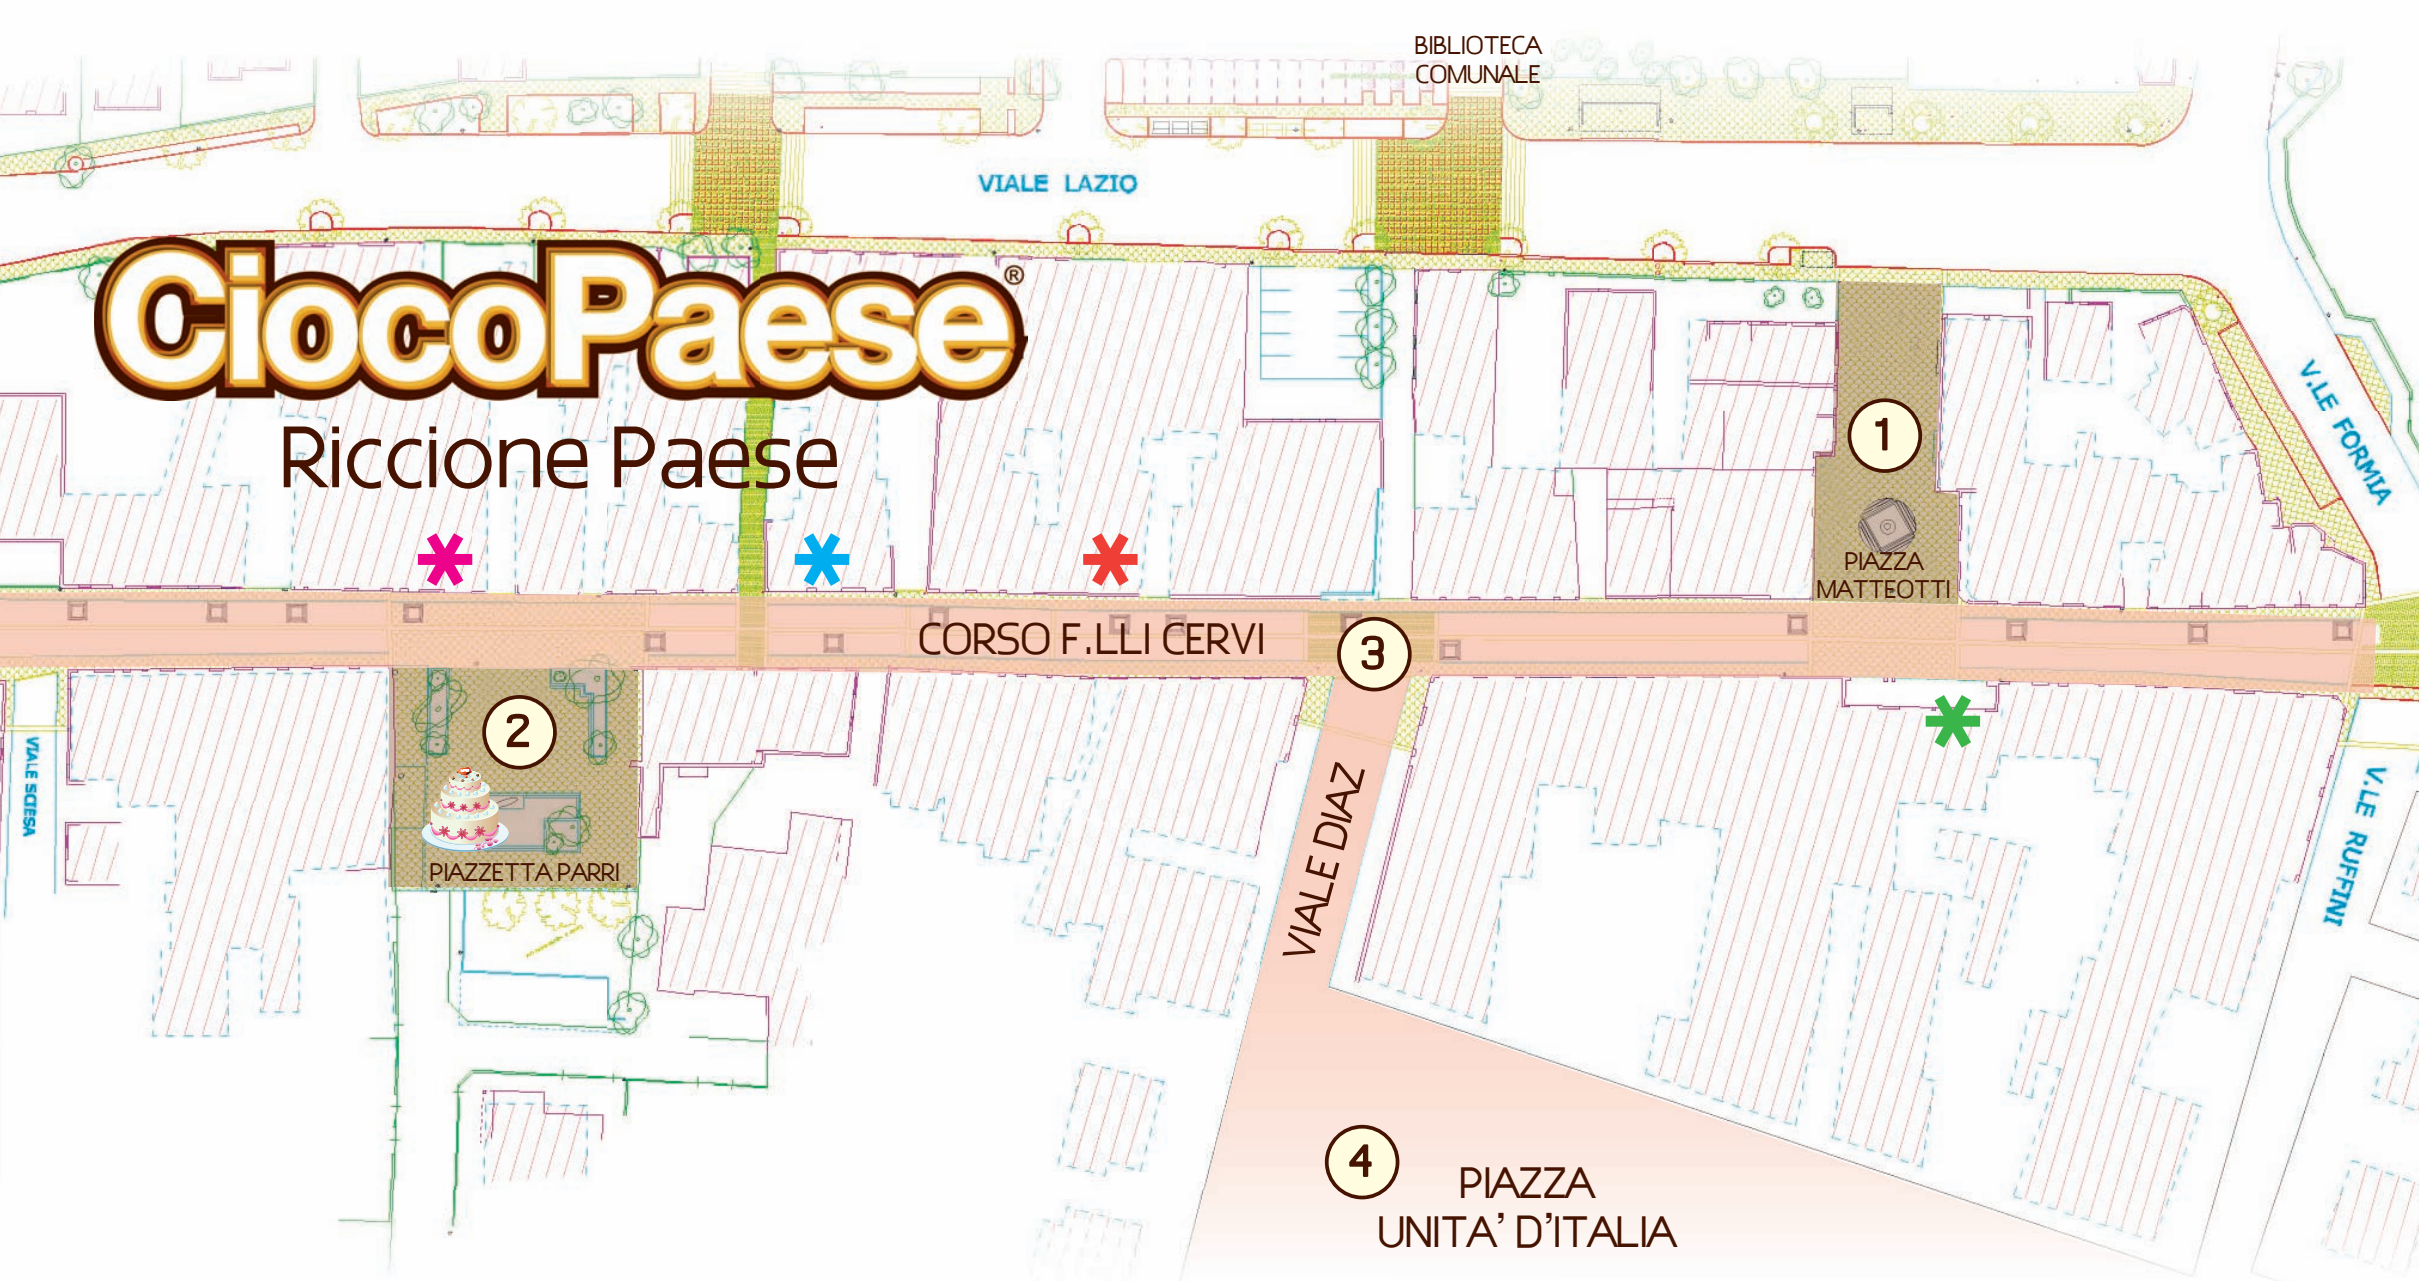 BIBLIOTECA
COMUNALE
VIALE LAZIO
CiocoPaese®
Riccione Paese
V.LE FORMIA
1
PIAZZA
MATTEOTTI
CORSO F.LLI CERVI
3
2
PIAZZETTA PARRI
VIALE SCIESA
VIALE DIAZ
V.LE RUFFINI
4
PIAZZA
UNITA' D'ITALIA